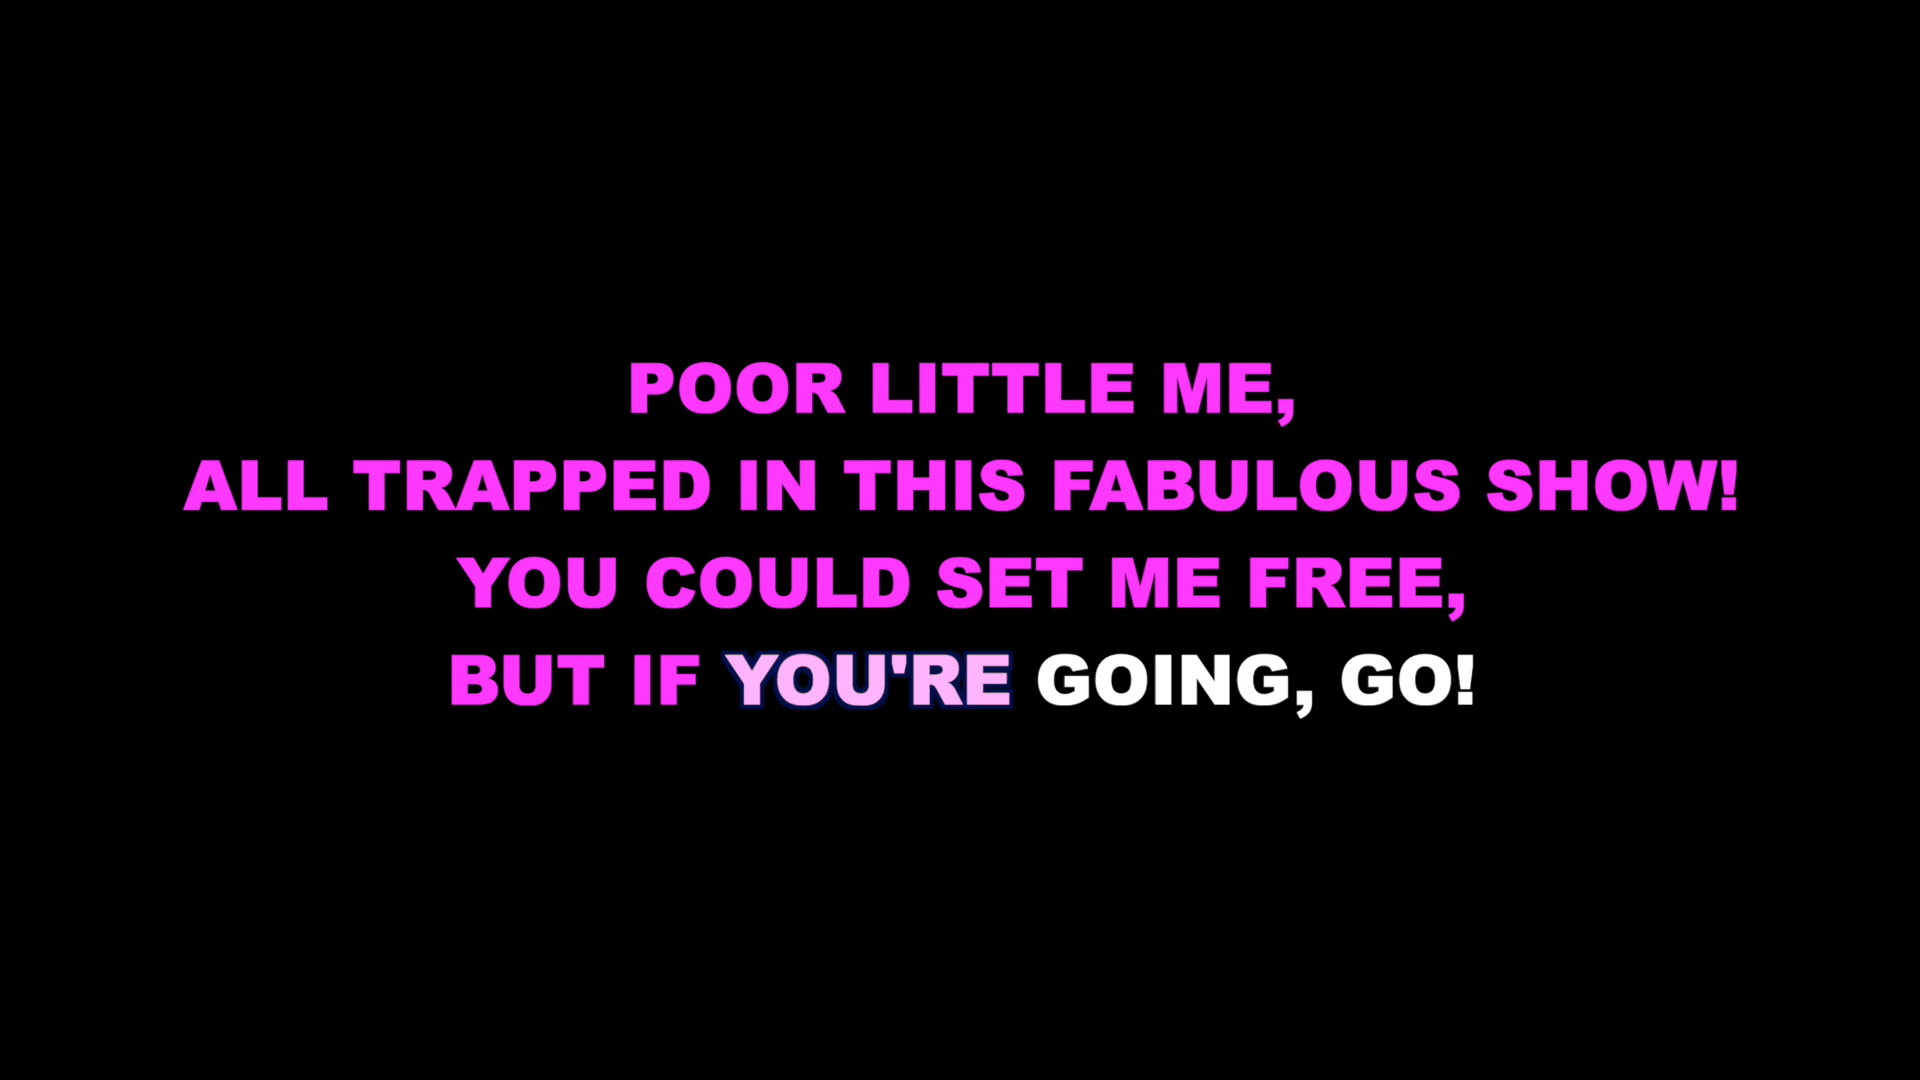 POOR LITTLE ME,
ALL TRAPPED IN THIS FABULOUS SHOW!
YOU COULD SET ME FREE,
BUT IF YOU'RE GOING, GO!